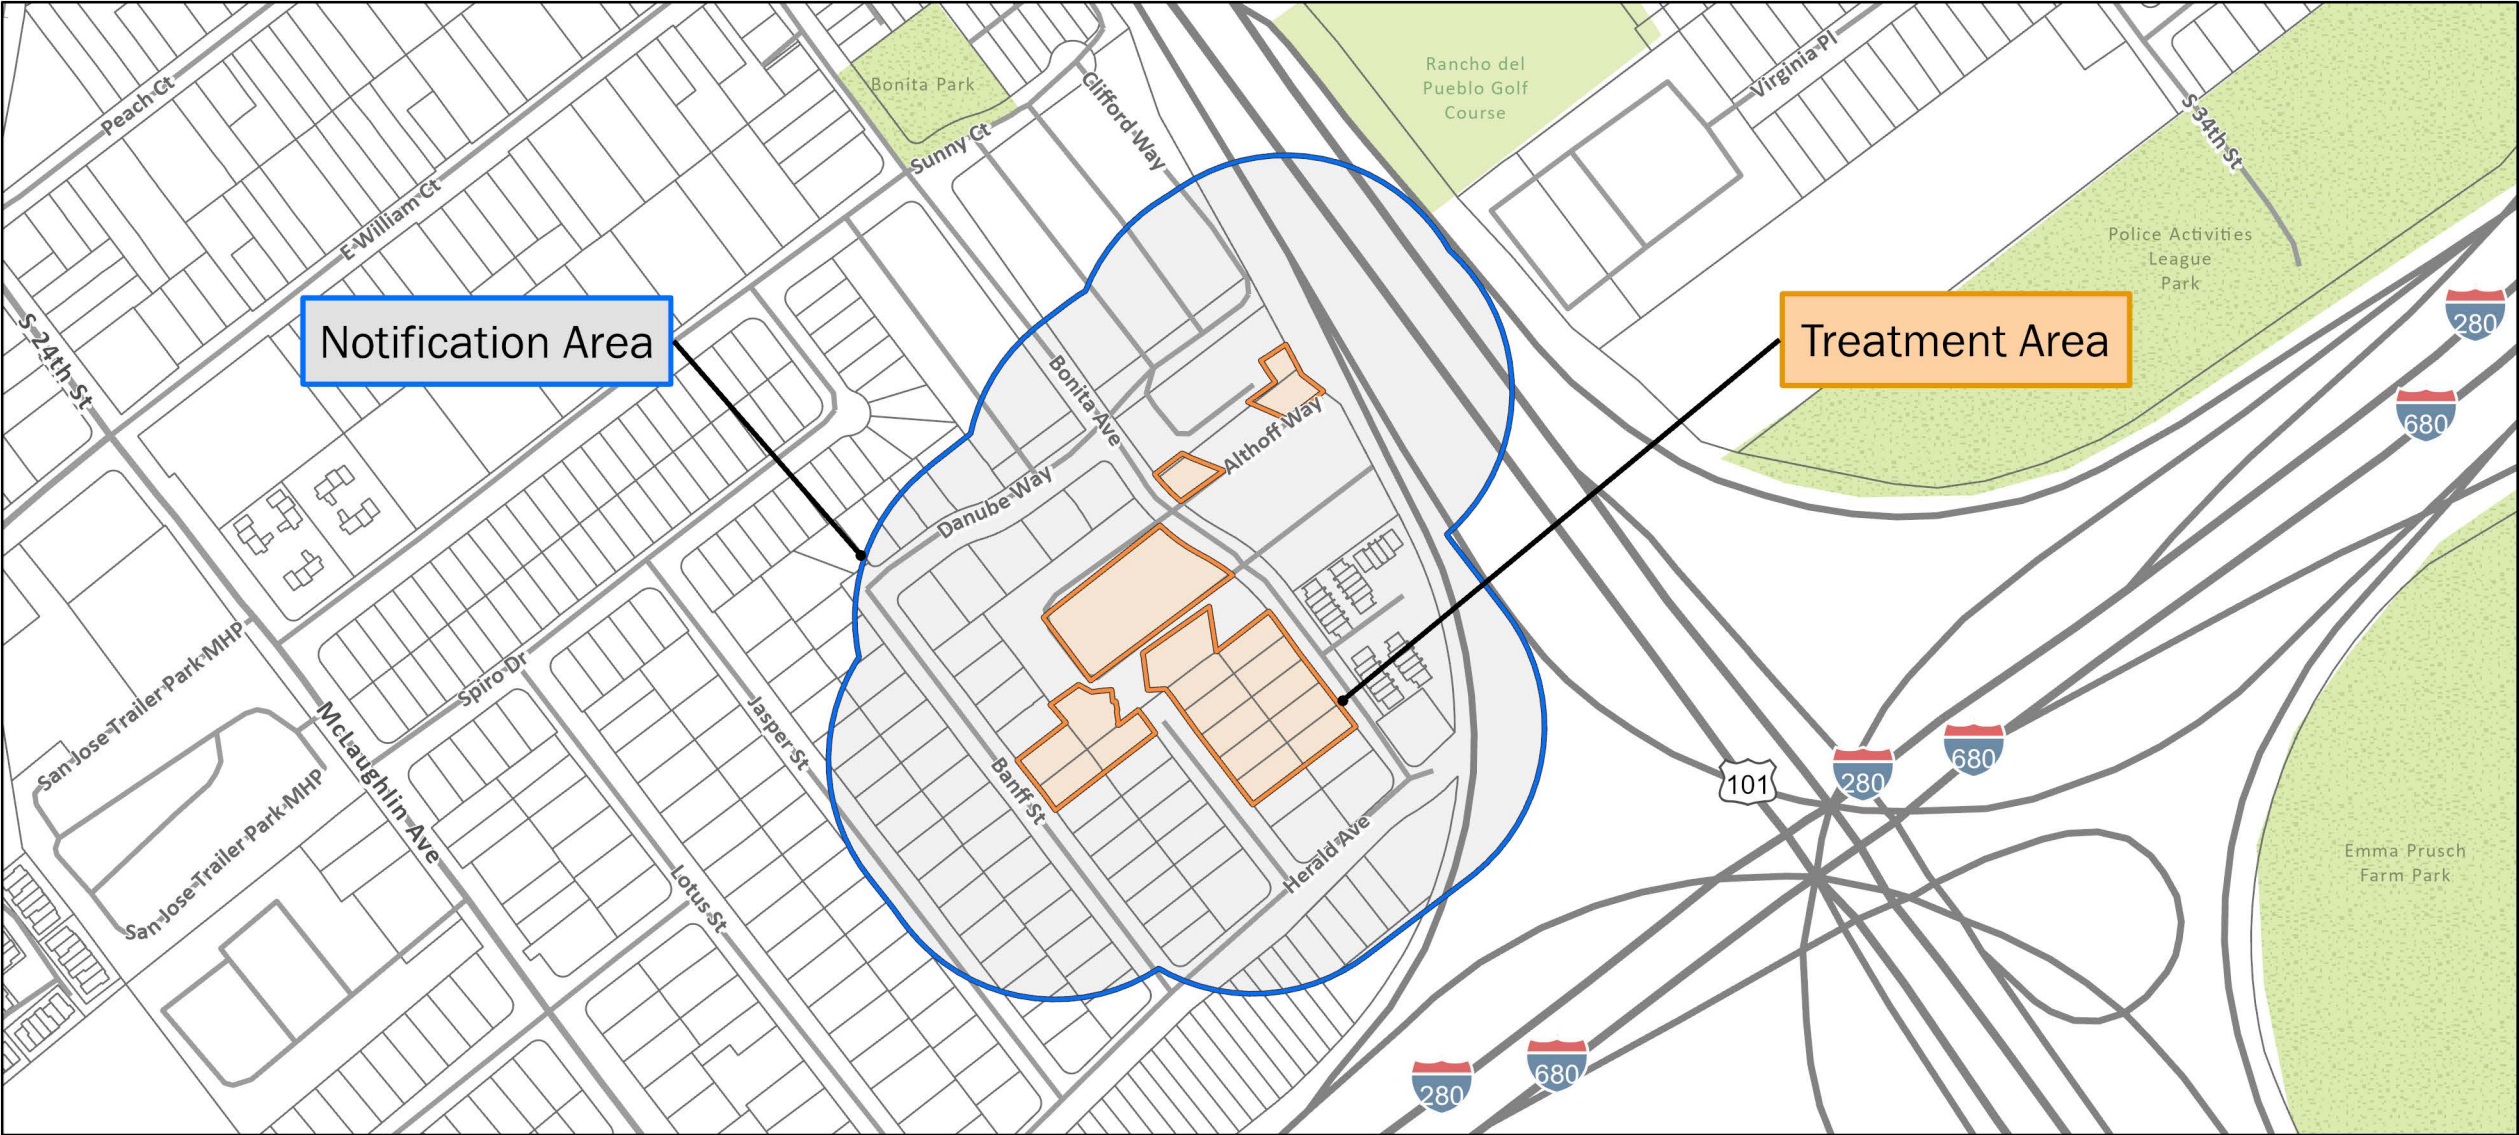 Peach Ct
E William Ct
Bonita Park
Sunny Ct
Clifford Way
Rancho del
Pueblo Golf
Course
Virginia Pl
S 34th St
Police Activities
League
Park
280
680
Notification Area
Treatment Area
S 24th St
Bonita Ave
Althoff Way
Danube Way
San Jose Trailer Park MHP
Spiro Dr
McLaughlin Ave
Jasper St
Banff St
101
280
680
San Jose Trailer Park MHP
Lotus St
Herald Ave
Emma Prusch
Farm Park
280
680